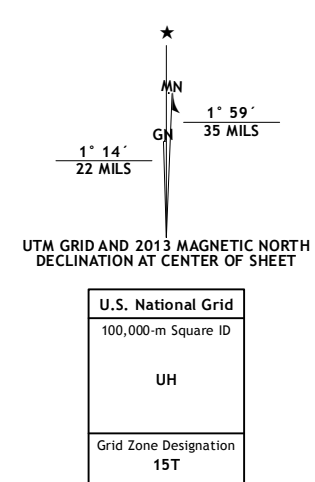 ★
MN
1° 59´
35 MILS
GN
1° 14´
22 MILS
UTM GRID AND 2013 MAGNETIC NORTH
DECLINATION AT CENTER OF SHEET
U.S. National Grid
100,000-m Square ID
UH
Grid Zone Designation
15T